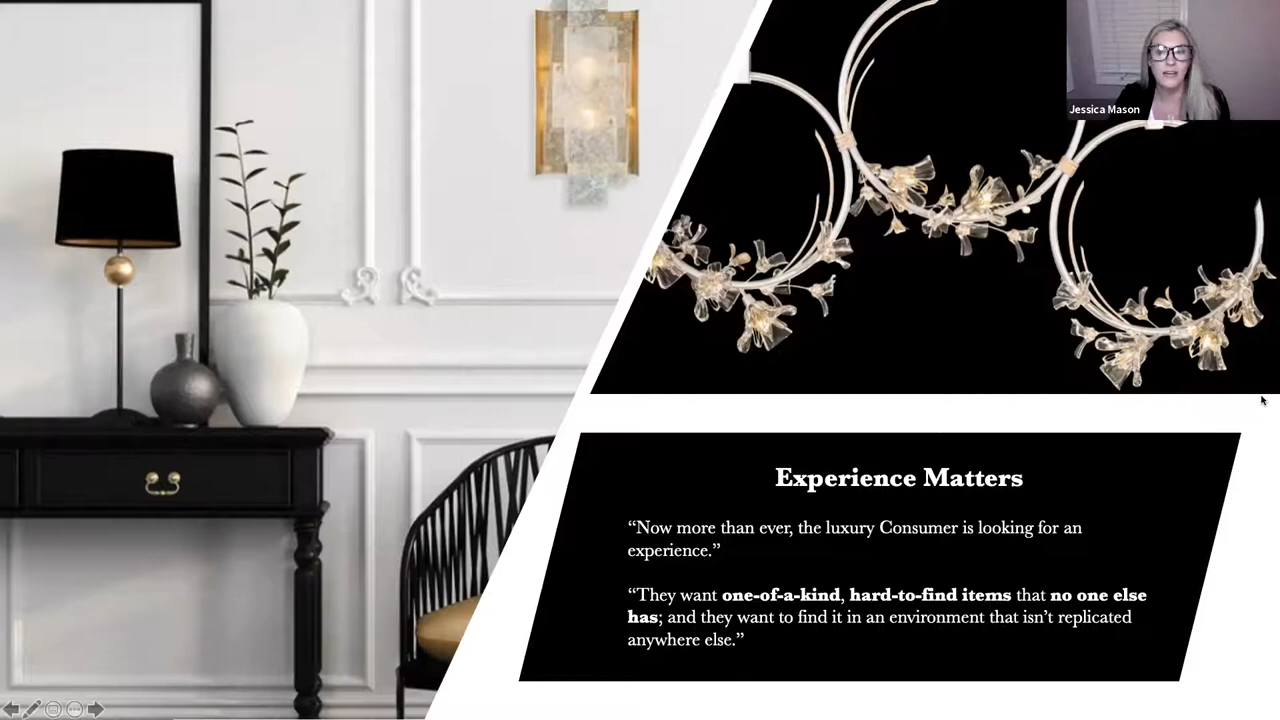 Jessica Mason
Experience Matters
“Now more than ever, the luxury Consumer is looking for an
experience.”
“They want one-of-a-kind, hard-to-find items that no one else
has; and they want to find it in an environment that isn’t replicated
anywhere else.”